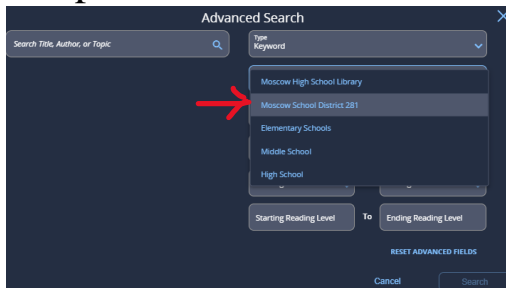 Advanced Search
Search Title, Author, or Topic
Type
Keyword
Moscow High School Library
Moscow School District 281
Elementary Schools
Middle School
High School
Starting Reading Level To Ending Reading Level
RESET ADVANCED FIELDS
Cancel Search